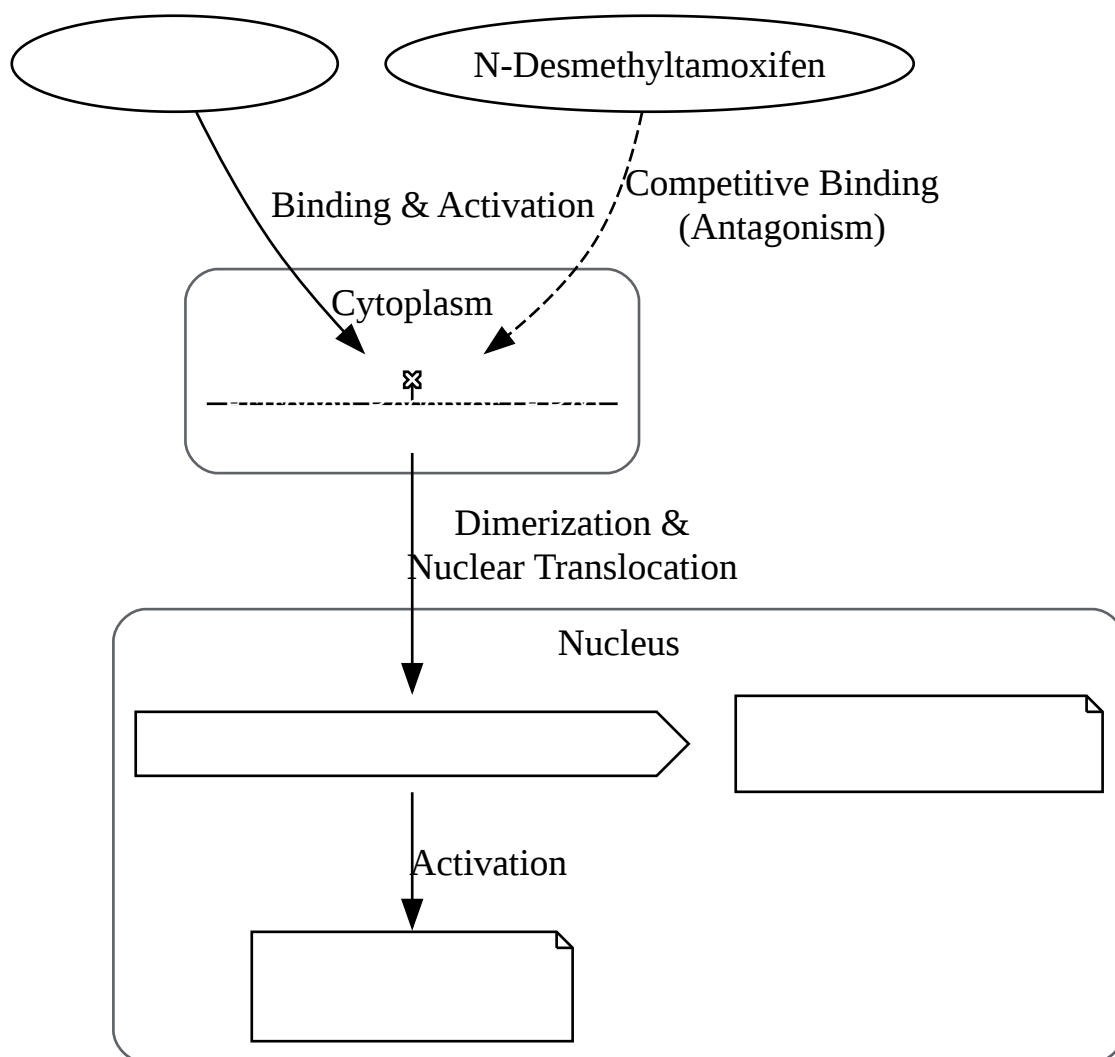 N-Desmethyltamoxifen
Binding & Activation
Competitive Binding
(Antagonism)
Cytoplasm
Dimerization &
Nuclear Translocation
Nucleus
Activation